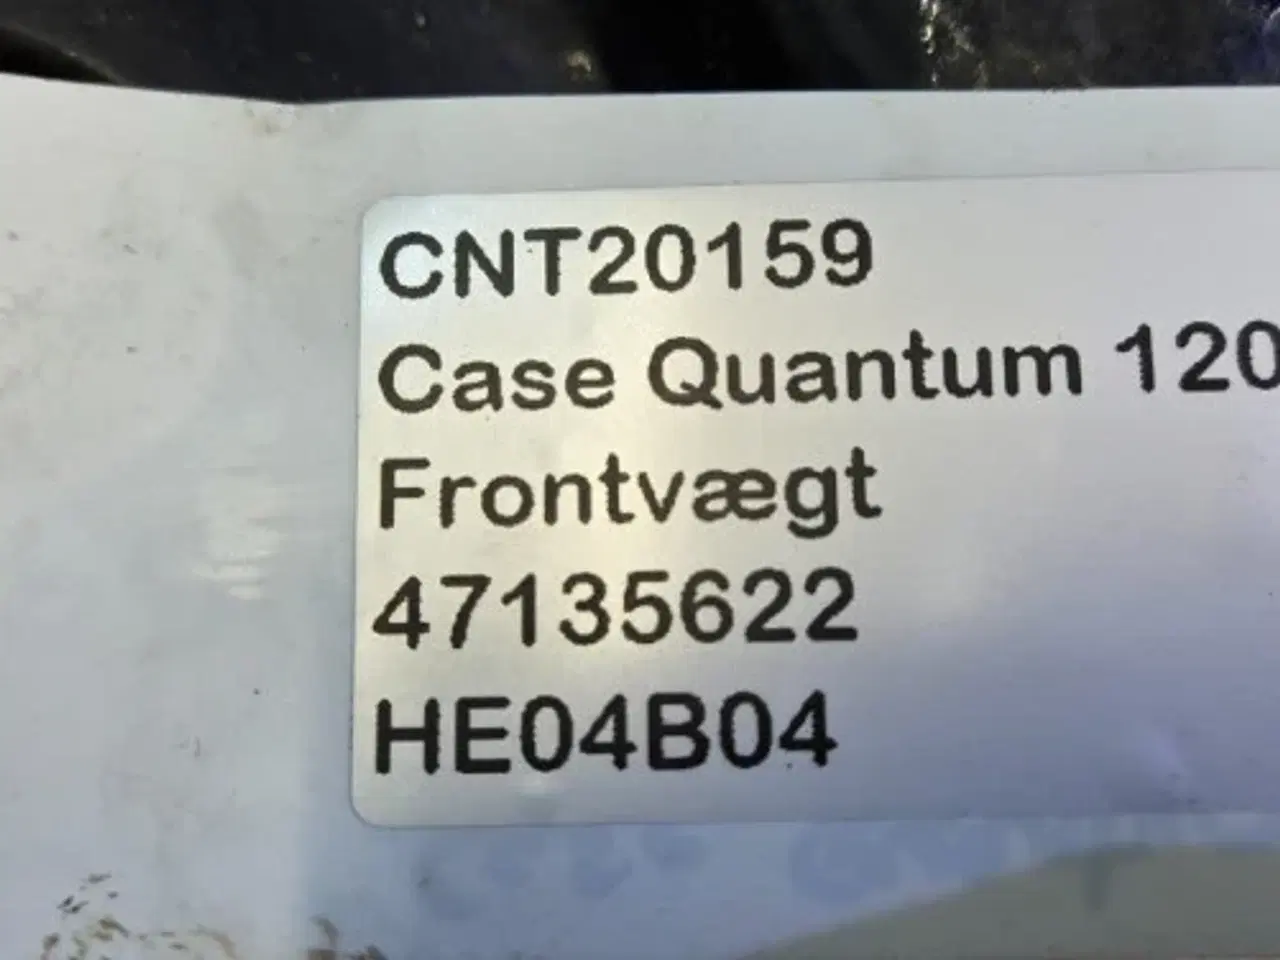 CNT20159
Case Quantum 120
Frontvægt
47135622
HE04B04